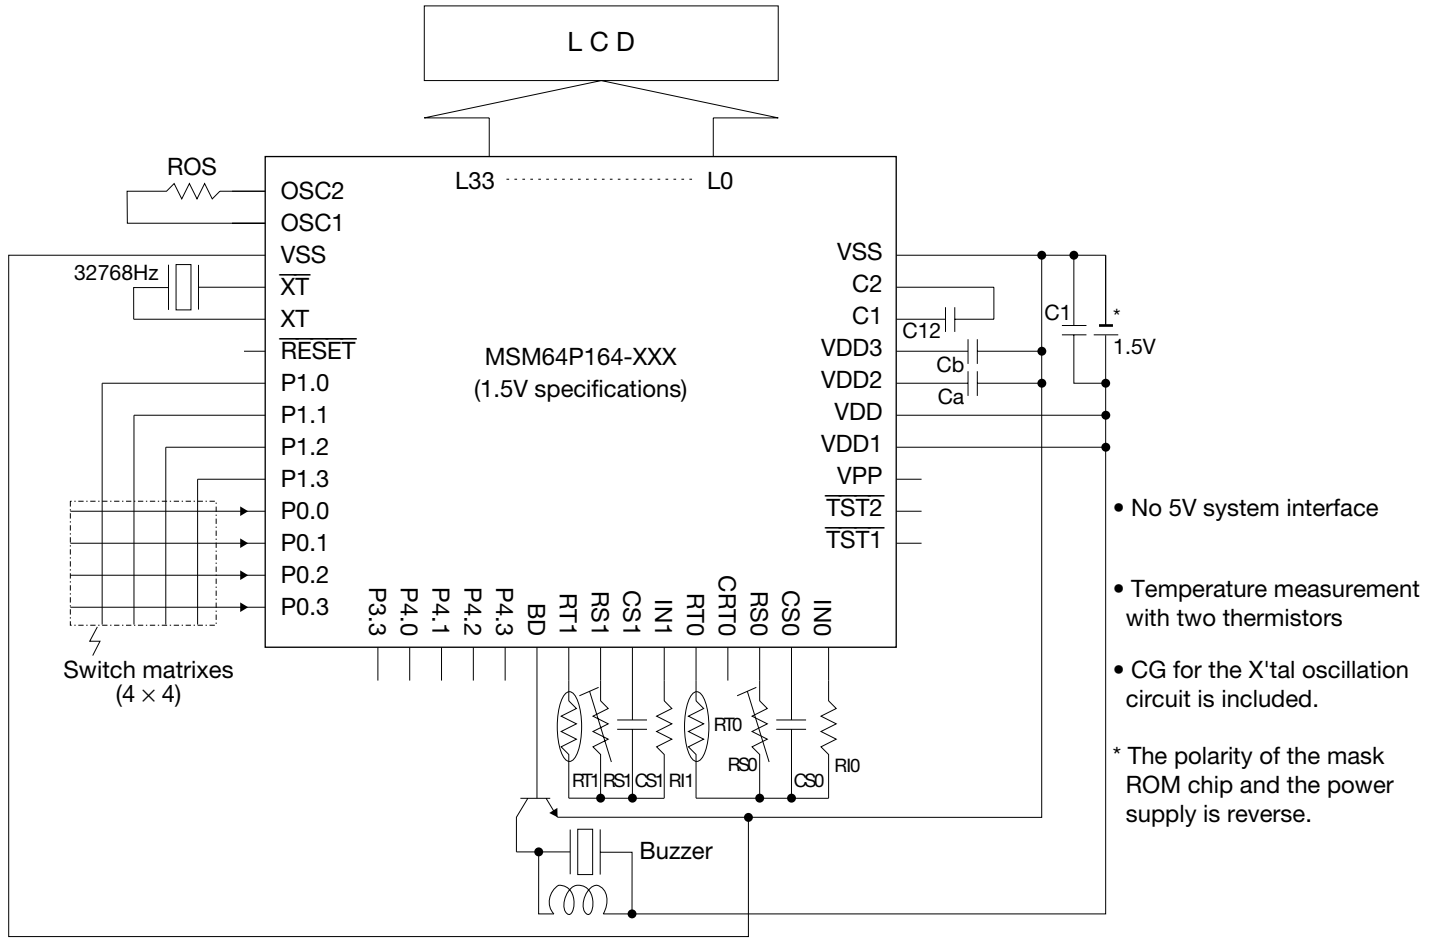 L C D
L33 L0
ROS
OSC2
OSC1
VSS
32768Hz
XT
XT
RESET
P1.0
P1.1
P1.2
P1.3
P0.0
P0.1
P0.2
P0.3
Switch matrixes
(4 × 4)
MSM64P164-XXX
(1.5V specifications)
VSS
C2
C1
C12
VDD3
Cb
VDD2
Ca
VDD
VDD1
VPP
TST2
TST1
C1
*
1.5V
P3.3
P4.0
P4.1
P4.2
P4.3
BD
RT1
RS1
CS1
IN1
RT0
CRT0
RS0
CS0
IN0
RT1
RS1
CS1
RI1
RT0
RS0
CS0
RI0
Buzzer
• No 5V system interface
• Temperature measurement
with two thermistors
• CG for the X'tal oscillation
circuit is included.
* The polarity of the mask
ROM chip and the power
supply is reverse.